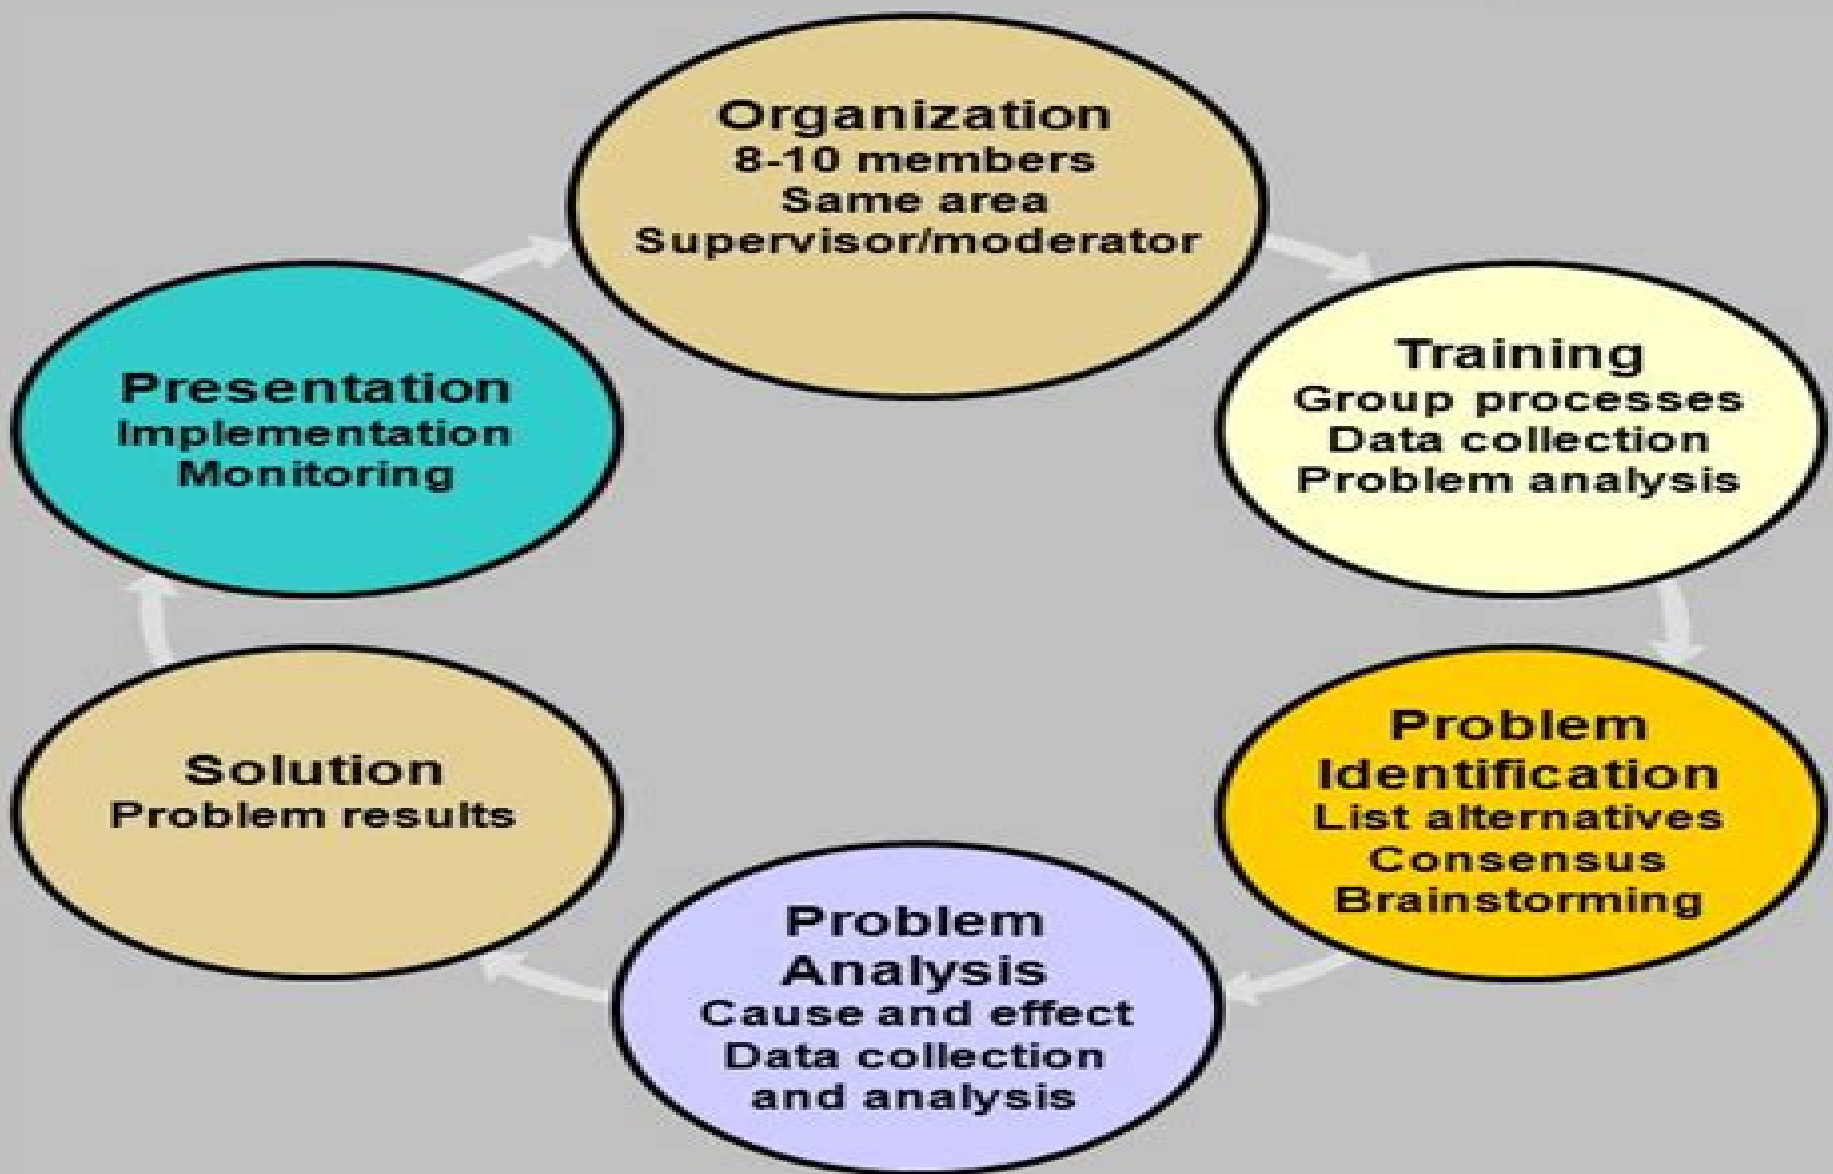 Organization
8-10 members
Same area
Supervisor/moderator
Training
Group processes
Data collection
Problem analysis
Problem
Identification
List alternatives
Consensus
Brainstorming
Problem
Analysis
Cause and effect
Data collection
and analysis
Solution
Problem results
Presentation
Implementation
Monitoring